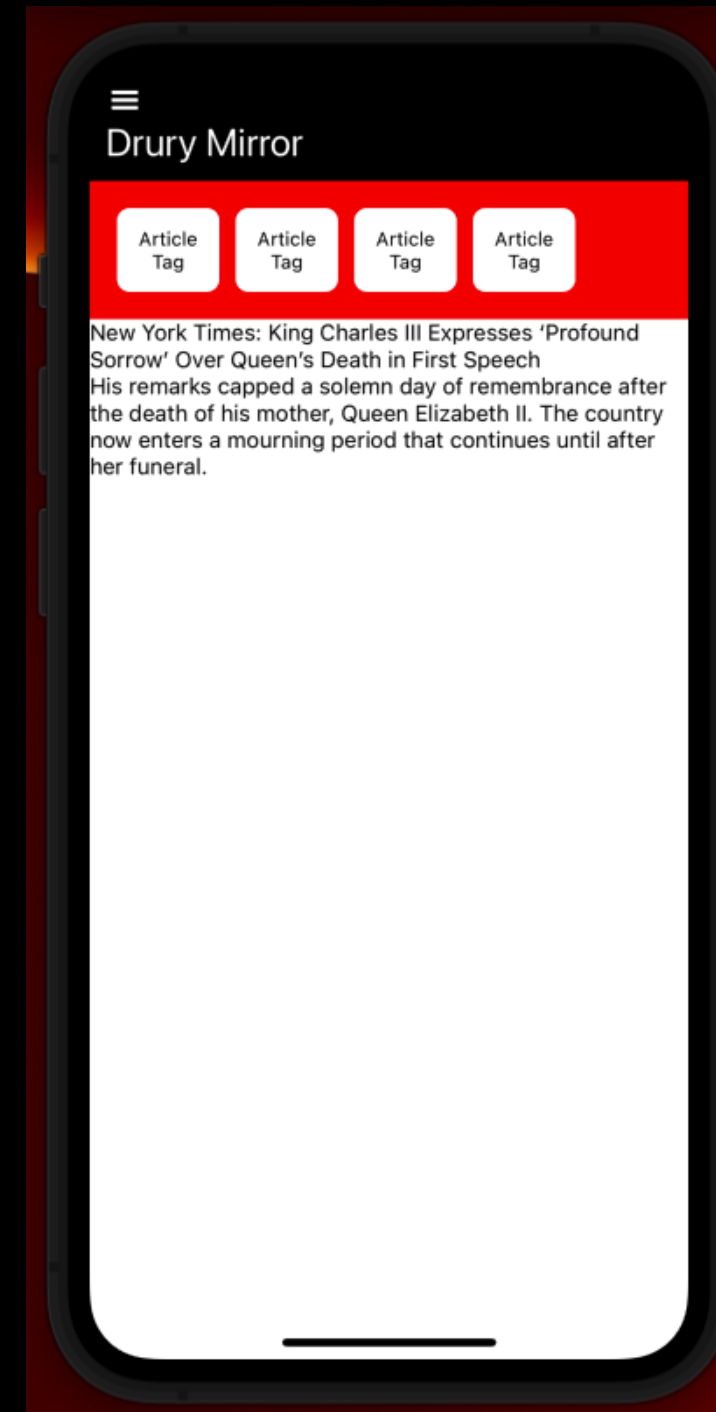 Drury Mirror
Article Article Article Article
Tag Tag Tag Tag
New York Times: King Charles III Expresses ‘Profound
Sorrow’ Over Queen’s Death in First Speech
His remarks capped a solemn day of remembrance after
the death of his mother, Queen Elizabeth II. The country
now enters a mourning period that continues until after
her funeral.